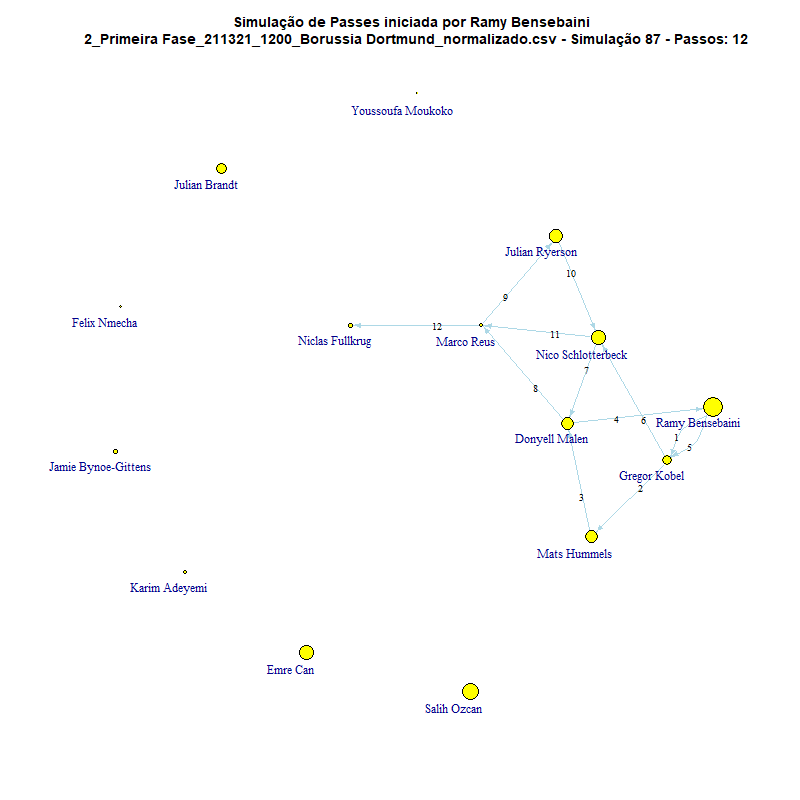 Simulação de Passes iniciada por Ramy Bensebaini
2_Primeira Fase_211321_1200_Borussia Dortmund_normalizado.csv - Simulação 87 - Passos: 12
Youssoufa Moukoko
Julian Brandt
Julian Ryerson
10
9
Felix Nmecha
12
11
Niclas Fullkrug
Marco Reus
Nico Schlotterbeck
7
8
4
6
Ramy Bensebaini
Donyell Malen
1
5
Jamie Bynoe-Gittens
Gregor Kobel
2
3
Mats Hummels
Karim Adeyemi
Emre Can
Salih Ozcan